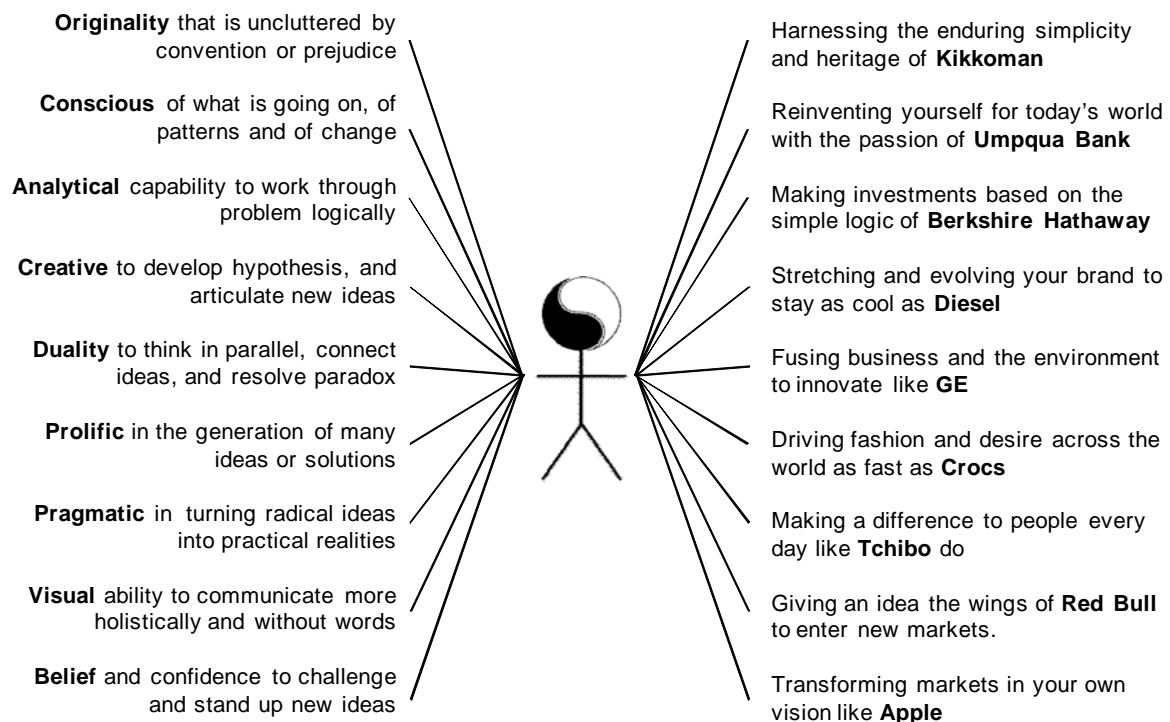 Originality that is uncluttered by
convention or prejudice
Conscious of what is going on, of
patterns and of change
Analytical capability to work through
problem logically
Creative to develop hypothesis, and
articulate new ideas
Duality to think in parallel, connect
ideas, and resolve paradox
Prolific in the generation of many
ideas or solutions
Pragmatic in turning radical ideas
into practical realities
Visual ability to communicate more
holistically and without words
Belief and confidence to challenge
and stand up new ideas
Harnessing the enduring simplicity
and heritage of Kikkoman
Reinventing yourself for today’s world
with the passion of Umpqua Bank
Making investments based on the
simple logic of Berkshire Hathaway
Stretching and evolving your brand to
stay as cool as Diesel
Fusing business and the environment
to innovate like GE
Driving fashion and desire across the
world as fast as Crocs
Making a difference to people every
day like Tchibo do
Giving an idea the wings of Red Bull
to enter new markets.
Transforming markets in your own
vision like Apple